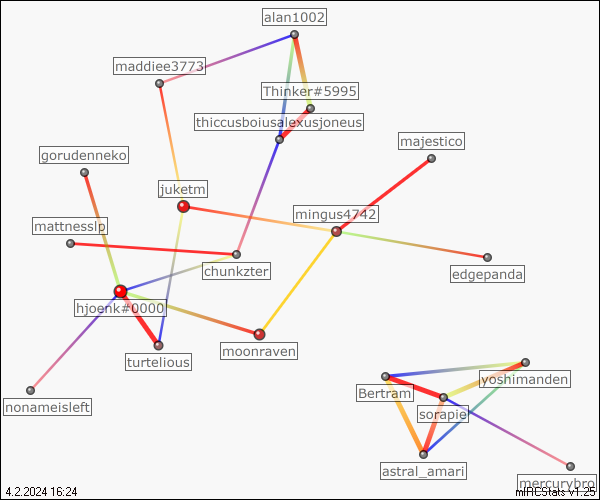 alan1002
maddiee3773
Thinker#5995
thiccusboiusalexusjoneus
majestico
gorudenneko
juketm
mingus4742
mattnesslp
chunkzter
edgepanda
hjoenk#0000
moonraven
turtelious
yoshimanden
Bertram
nonameisleft
sorapie
astral_amari
mercurybro
4.2.2024 16:24
mIRCStats v1.25